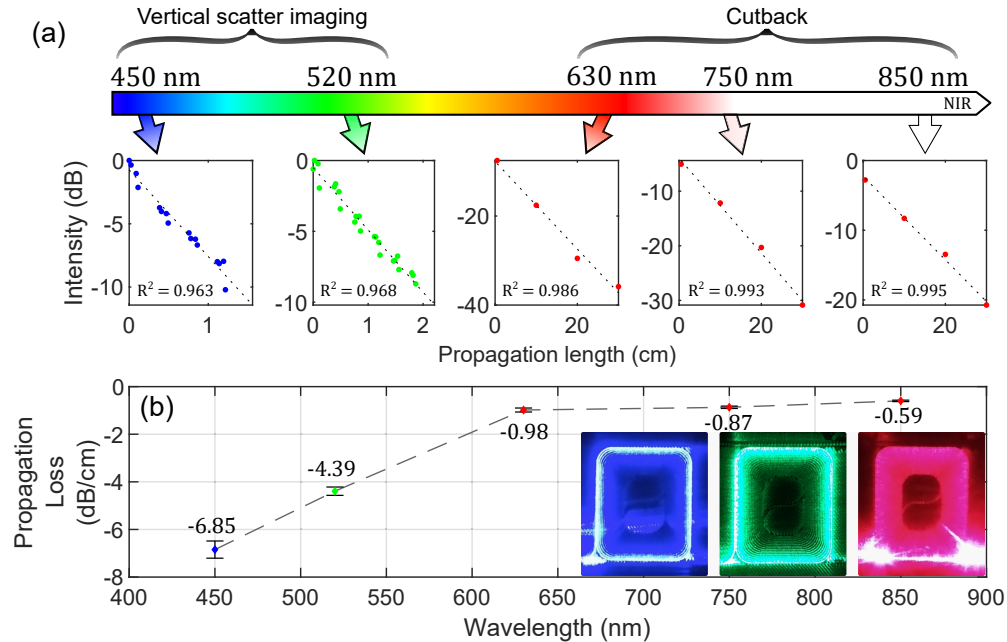 (a)
Vertical scatter imaging
Cutback
450 nm
520 nm
630 nm
750 nm
850 nm
NIR
Intensity (dB)
0
-5
-10
R² = 0.963
0
1
0
-5
-10
R² = 0.968
0
1
2
-20
-40
R² = 0.986
0
20
-10
-20
-30
R² = 0.993
0
20
0
-10
-20
R² = 0.995
0
20
Propagation length (cm)
(b)
Propagation
Loss
(dB/cm)
0
-2
-4
-6
-8
-6.85
-4.39
-0.98
-0.87
-0.59
400
450
500
550
600
650
700
750
800
850
900
Wavelength (nm)